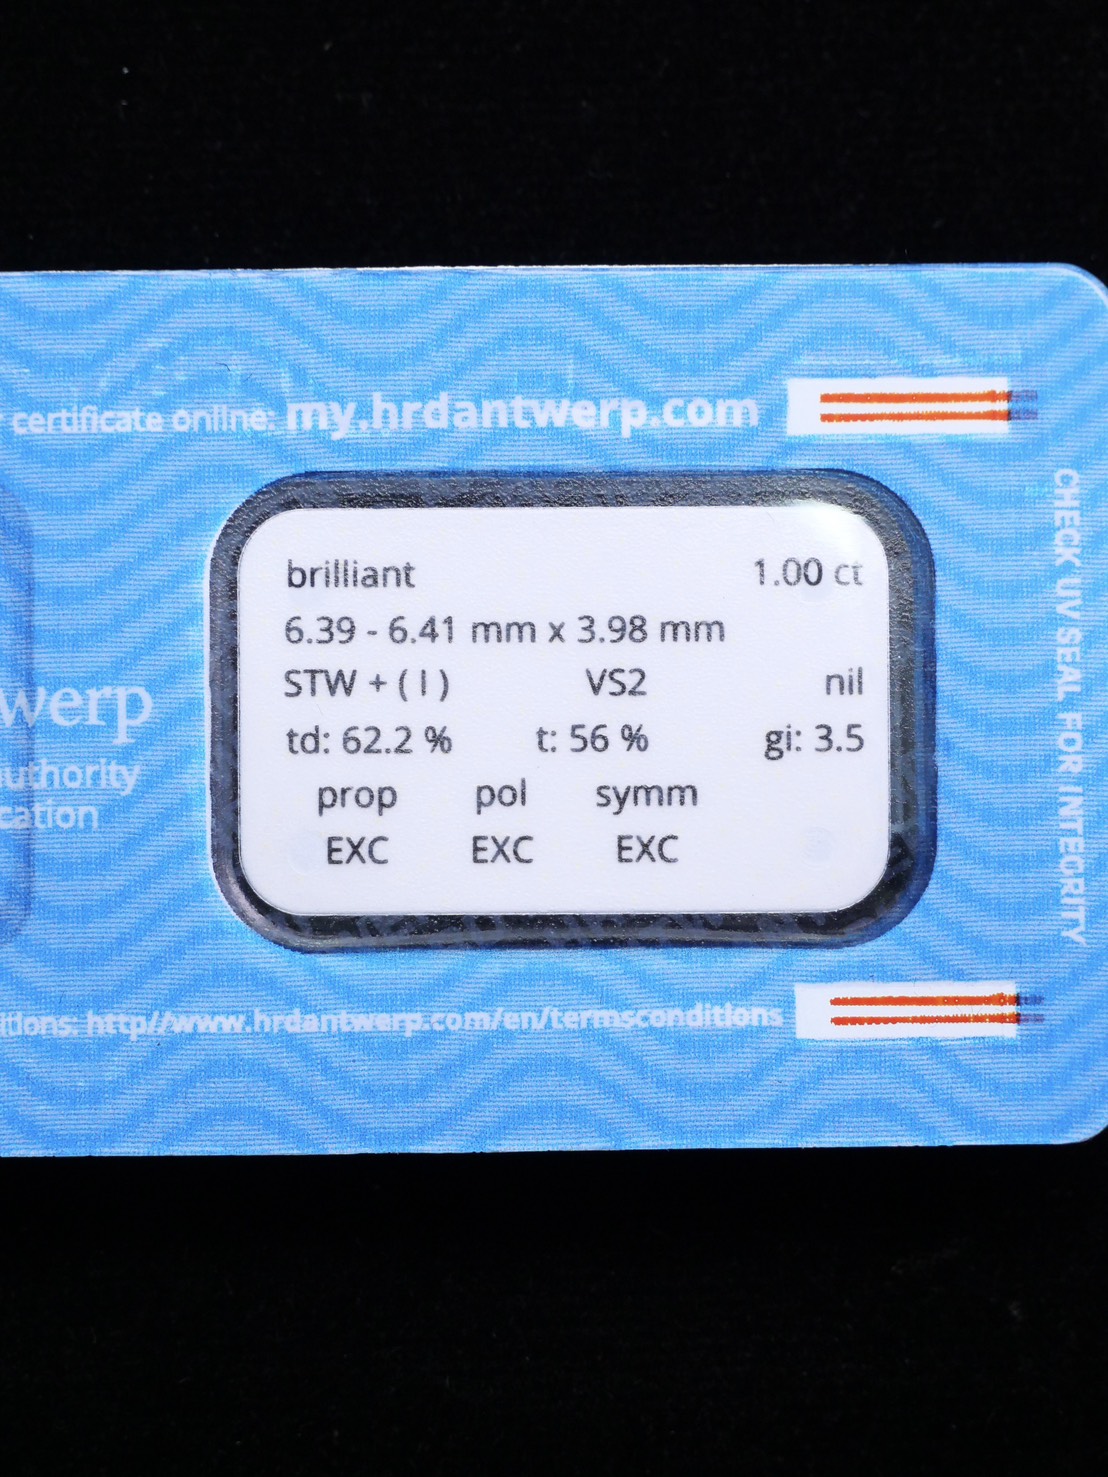 certificate online: my.hrdantwerp.com
brilliant 1.00 ct
6.39 - 6.41 mm x 3.98 mm
STW + ( I ) VS2 nil
td: 62.2 % t: 56 % gi: 3.5
prop pol symm
EXC EXC EXC
werp
uthority
cation
itions: http//www.hrdantwerp.com/en/termsconditions
CHECK UV SEAL FOR INTEGRITY